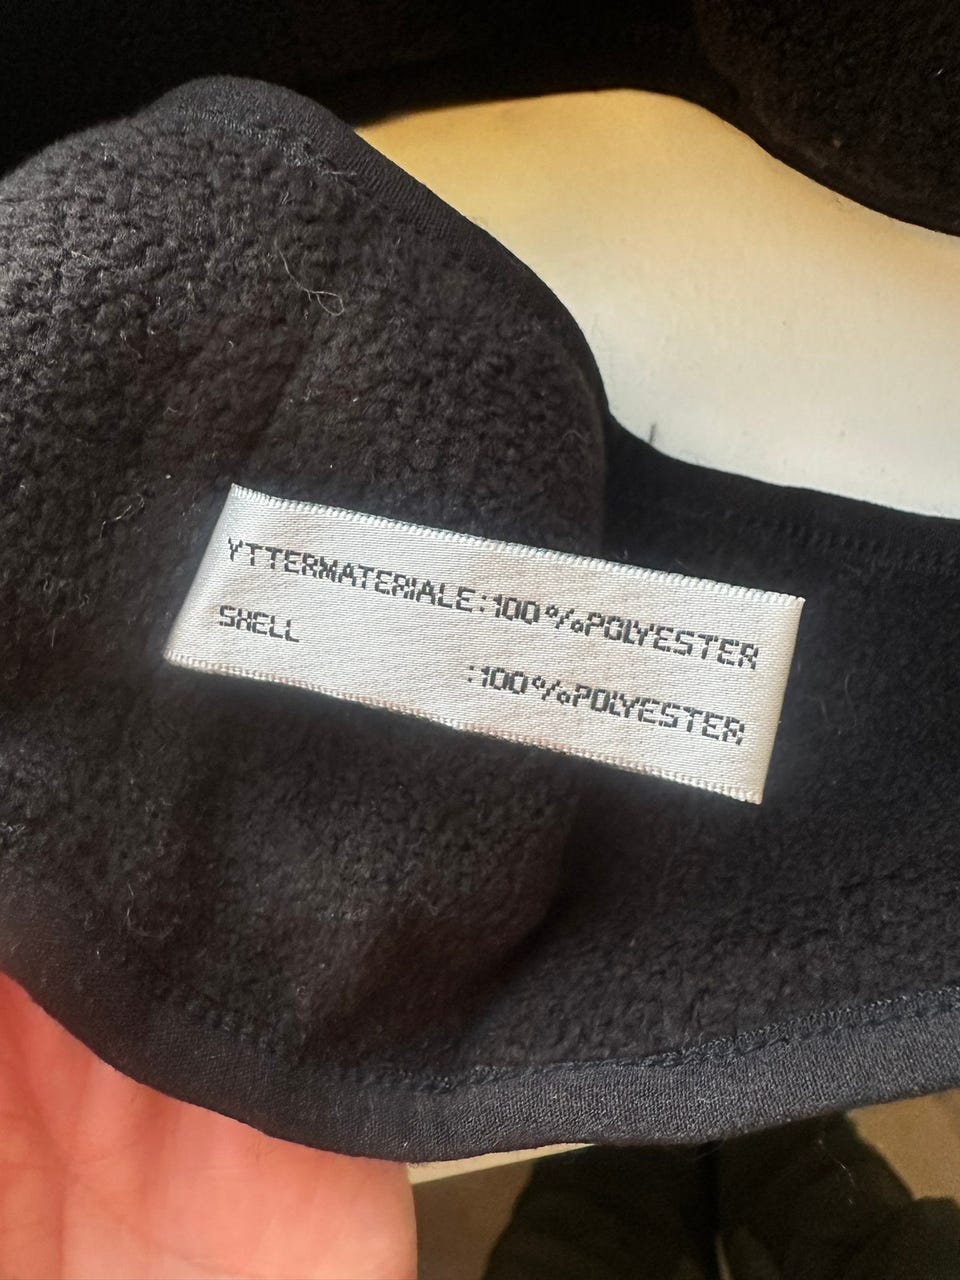 YTTERMATERIALE:100%POLYESTER
SHELL :100%POLYESTER